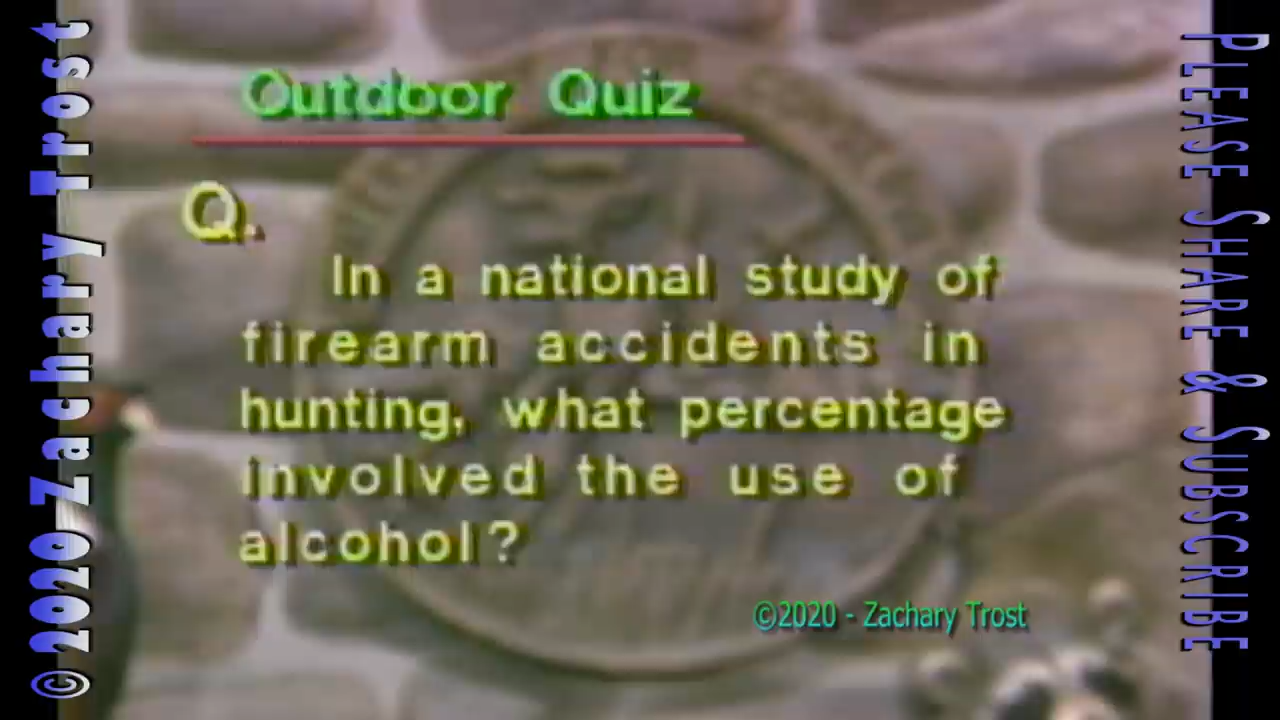 Outdoor Quiz
Q.
In a national study of
firearm accidents in
hunting, what percentage
involved the use of
alcohol?
©2020 - Zachary Trost
©2020 Zachary Trost
Please Share & Subscribe